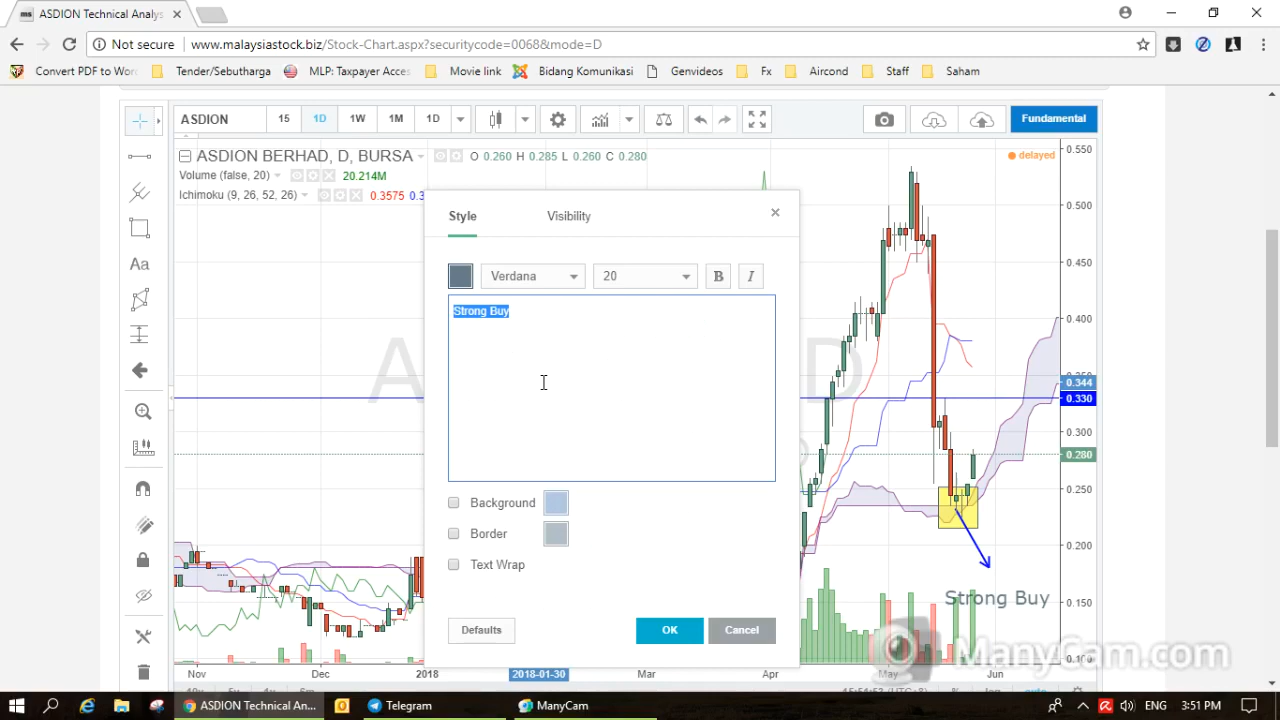 ASDION Technical Analys
Not secure
www.malaysiastock.biz/Stock-Chart.aspx?securitycode=0068&mode=D
Convert PDF to Word
Tender/Sebutharga
MLP: Taxpayer Acces
Movie link
Bidang Komunikasi
Genvideos
Fx
Aircond
Staff
Saham
ASDION
15
1D
1W
1M
1D
Fundamental
ASDION BERHAD, D, BURSA
O 0.260 H 0.285 L 0.260 C 0.280
delayed
Volume (false, 20)
20.214M
Ichimoku (9, 26, 52, 26)
0.3575
Aa
Style
Visibility
Verdana
20
B
I
Strong Buy
Background
Border
Text Wrap
Defaults
OK
Cancel
0.550
0.500
0.450
0.400
0.344
0.330
0.300
0.280
0.250
0.200
0.150
0.100
Strong Buy
ManyCam.com
Nov
Dec
2018
2018-01-30
Mar
Apr
May
Jun
ASDION Technical An...
Telegram
ManyCam
ENG
3:51 PM